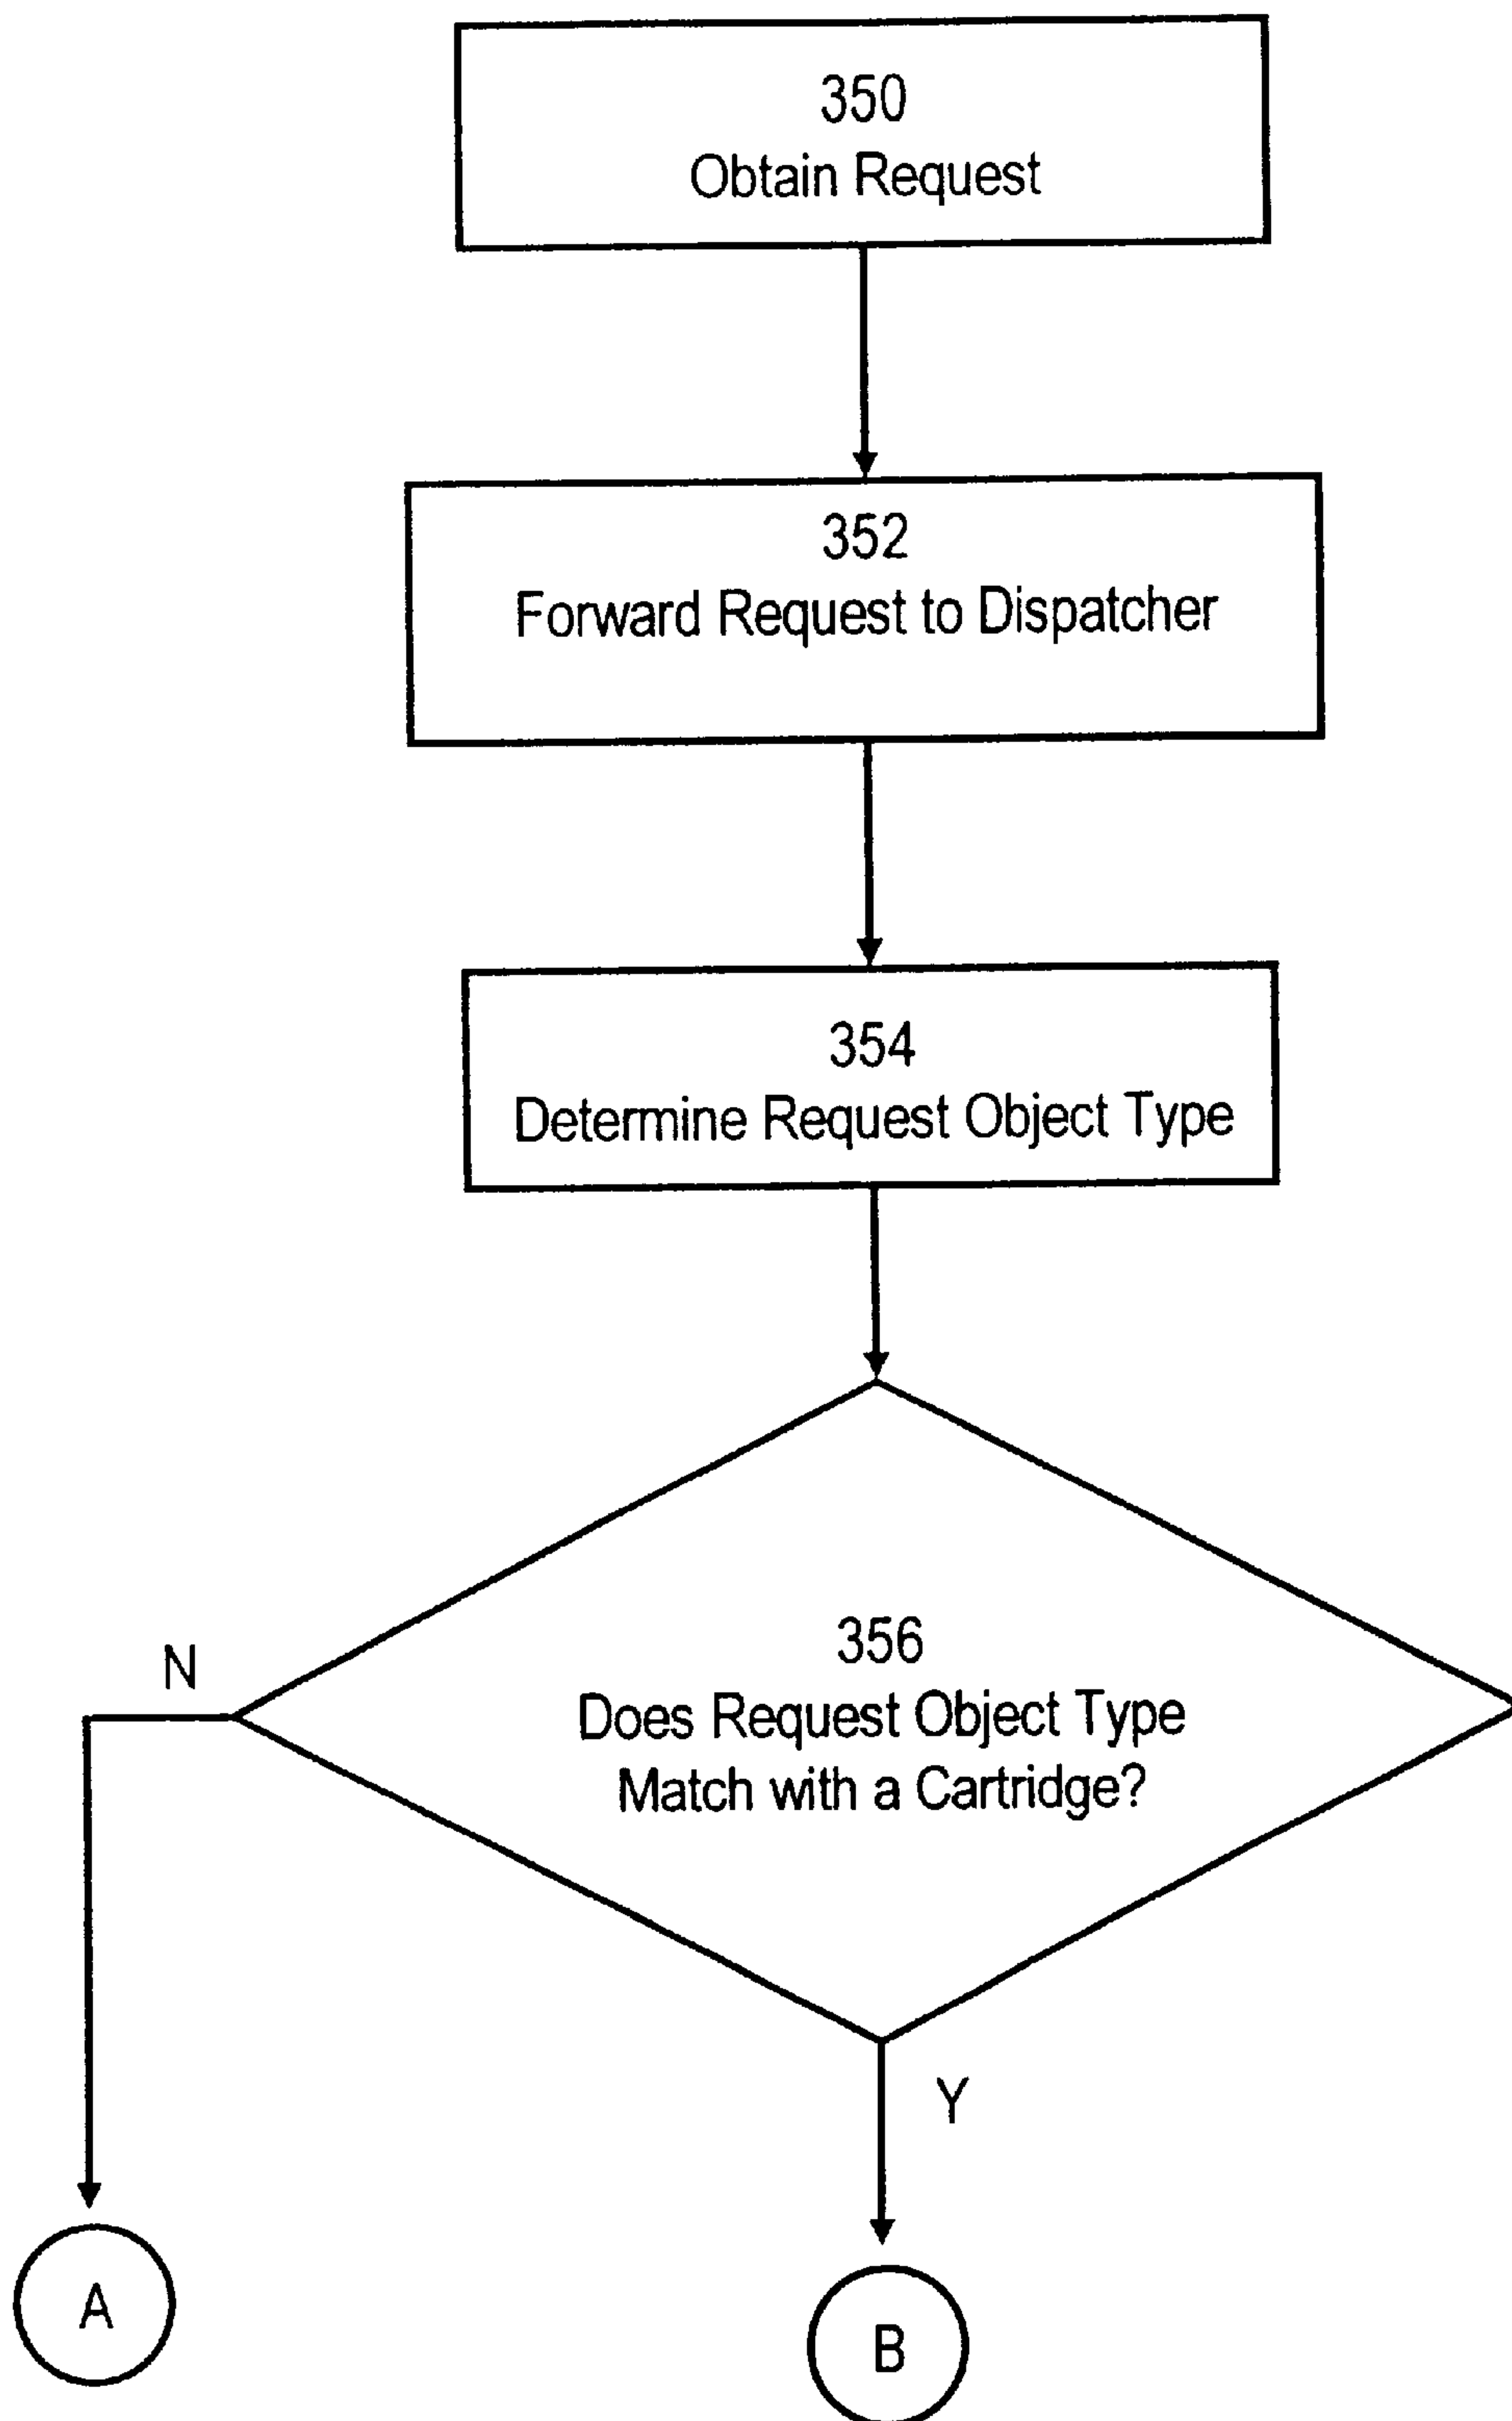 350
Obtain Request
352
Forward Request to Dispatcher
354
Determine Request Object Type
356
Does Request Object Type
Match with a Cartridge?
N
Y
A
B